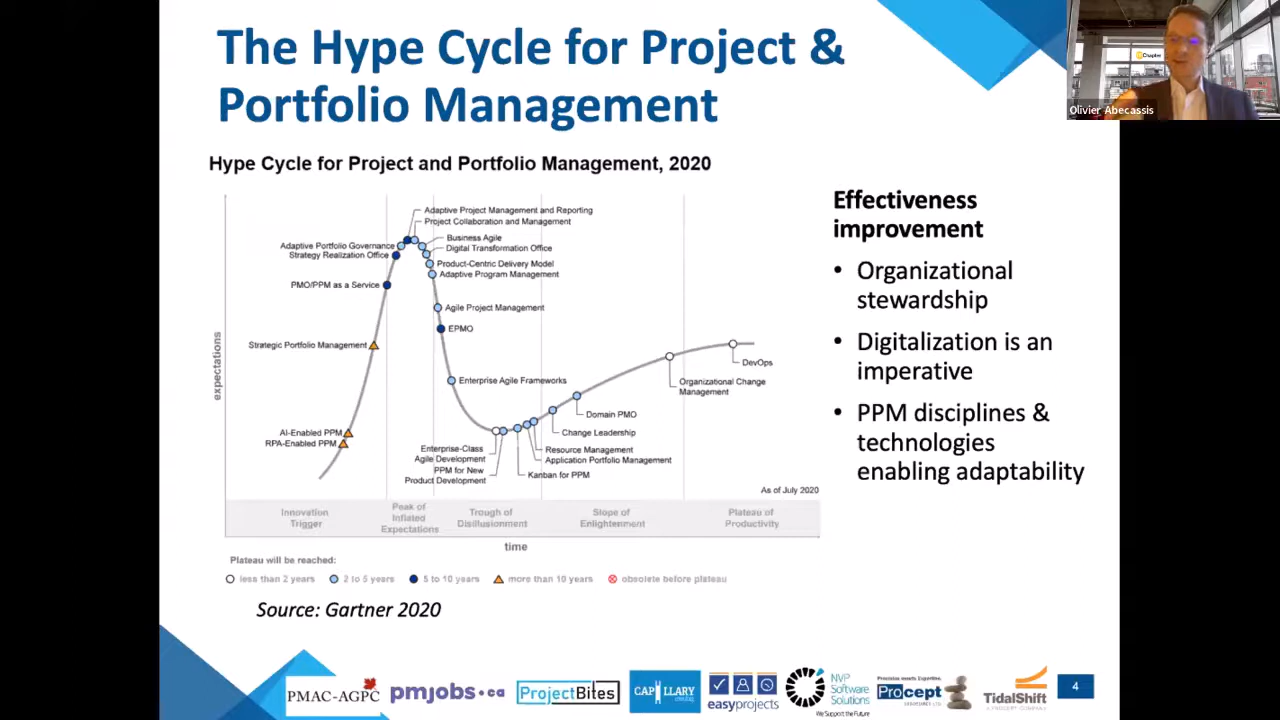 The Hype Cycle for Project &
Portfolio Management
Olivier Abecassis
Hype Cycle for Project and Portfolio Management, 2020
expectations
Adaptive Project Management and Reporting
Project Collaboration and Management
Adaptive Portfolio Governance
Strategy Realization Office
Business Agile
Digital Transformation Office
Product-Centric Delivery Model
Adaptive Program Management
PMO/PPM as a Service
Agile Project Management
EPMO
Strategic Portfolio Management
Enterprise Agile Frameworks
DevOps
Organizational Change
Management
Domain PMO
Change Leadership
AI-Enabled PPM
RPA-Enabled PPM
Enterprise-Class
Agile Development
Resource Management
Application Portfolio Management
PPM for New
Product Development
Kanban for PPM
As of July 2020
Innovation
Trigger
Peak of
Inflated
Expectations
Trough of
Disillusionment
Slope of
Enlightenment
Plateau of
Productivity
time
Plateau will be reached:
less than 2 years
2 to 5 years
5 to 10 years
more than 10 years
obsolete before plateau
Source: Gartner 2020
Effectiveness
improvement
• Organizational
stewardship
• Digitalization is an
imperative
• PPM disciplines &
technologies
enabling adaptability
PMAC-AGPC
pmjobs.ca
ProjectBites
CAPILLARY
easyprojects
NVP
Software
Solutions
We Support the Future
Procept
TidalShift
A PROCEPT COMPANY
4